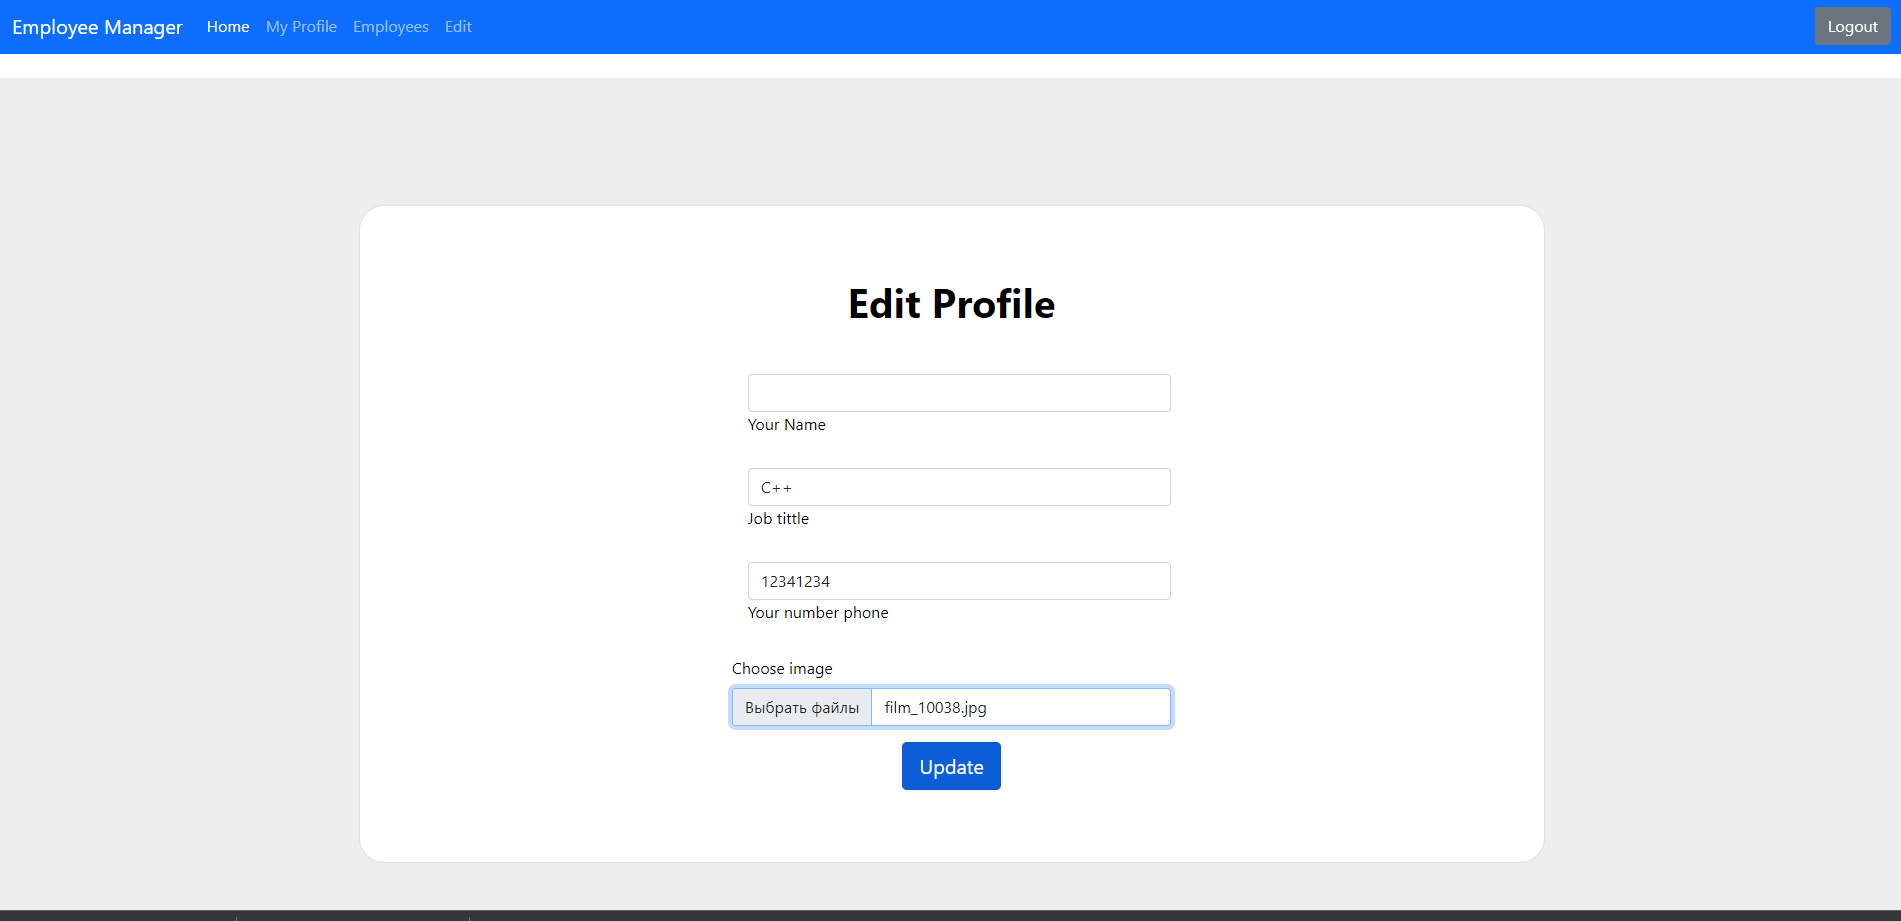 Employee Manager Home My Profile Employees Edit Logout
Edit Profile
Your Name
C++
Job tittle
12341234
Your number phone
Choose image
Выбрать файлы film_10038.jpg
Update